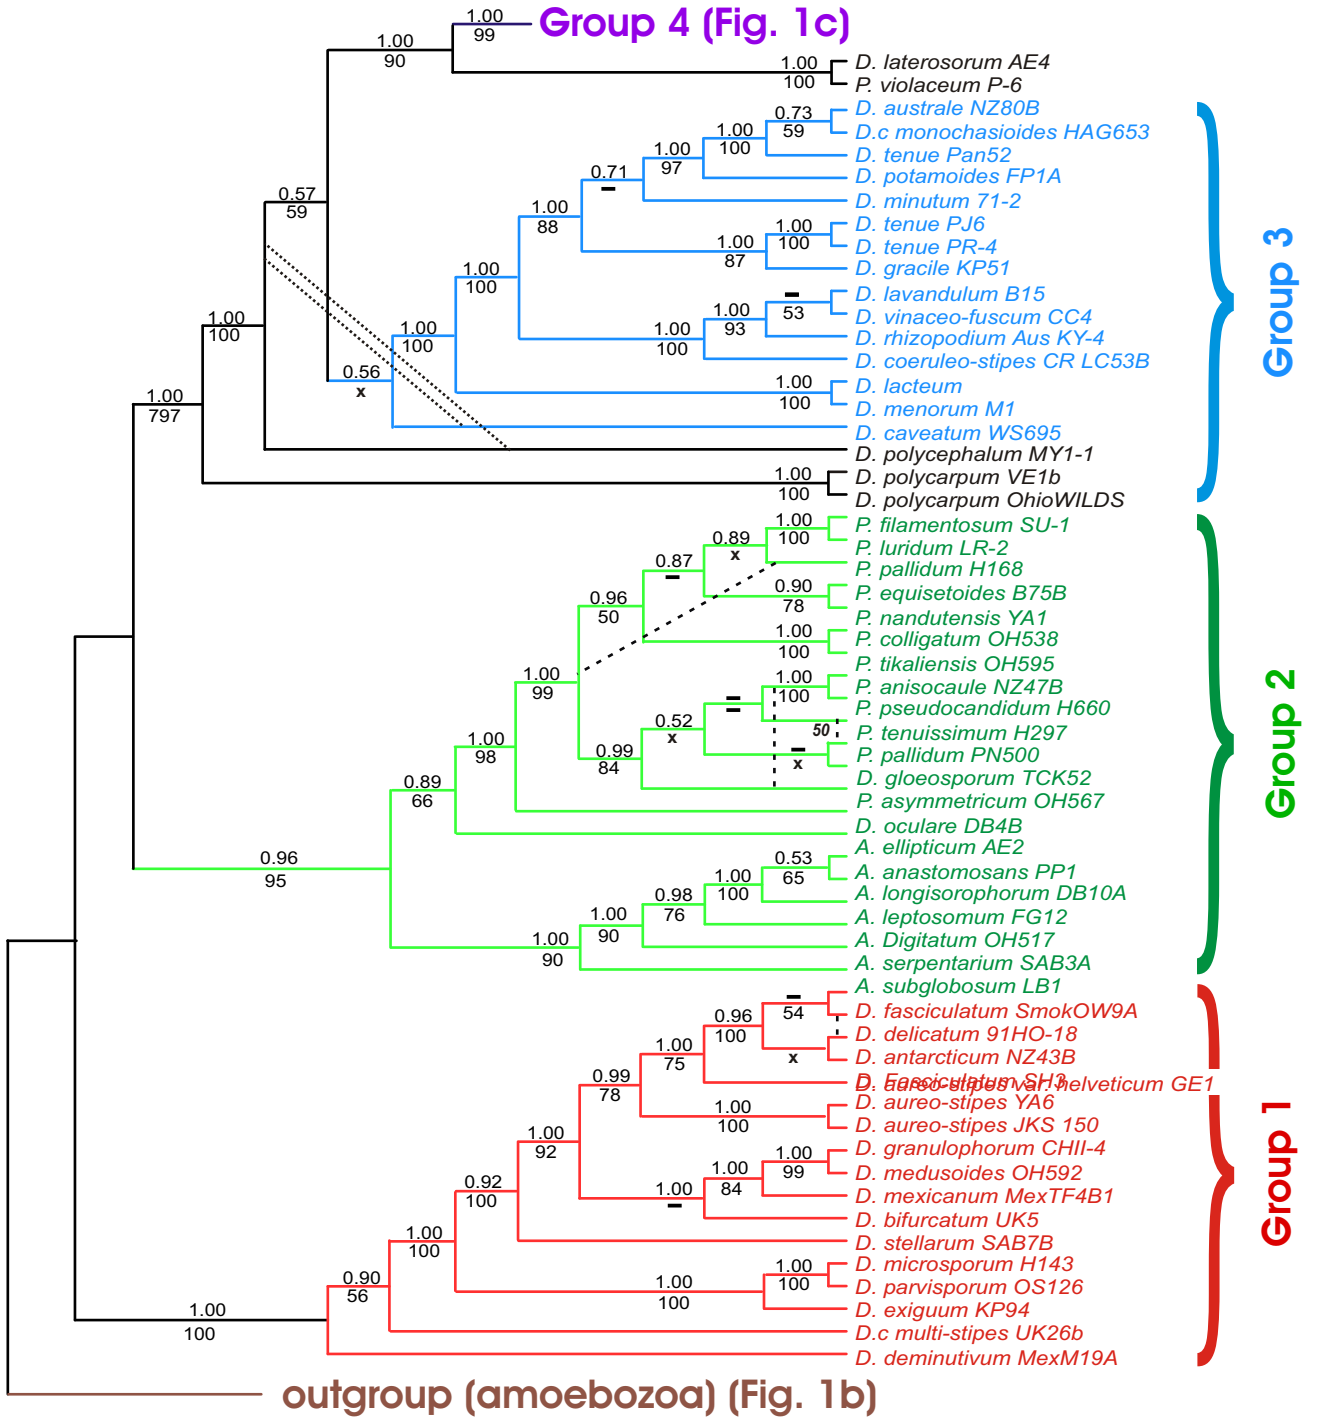 1.00
99
Group 4 (Fig. 1c)
1.00
90
1.00
100
D. laterosorum AE4
P. violaceum P-6
0.73
59
D. australe NZ80B
D.c monochasioides HAG653
1.00
100
D. tenue Pan52
1.00
97
D. potamoides FP1A
0.71
–
D. minutum 71-2
1.00
88
1.00
100
D. tenue PJ6
D. tenue PR-4
1.00
87
D. gracile KP51
0.57
59
1.00
100
–
53
D. lavandulum B15
D. vinaceo-fuscum CC4
1.00
93
D. rhizopodium Aus KY-4
1.00
100
D. coeruleo-stipes CR LC53B
1.00
100
1.00
100
0.56
x
1.00
100
D. lacteum
D. menorum M1
D. caveatum WS695
D. polycephalum MY1-1
1.00
797
1.00
100
D. polycarpum VE1b
D. polycarpum OhioWILDS
Group 3
1.00
100
P. filamentosum SU-1
P. luridum LR-2
0.89
x
P. pallidum H168
0.87
–
0.90
78
P. equisetoides B75B
P. nandutensis YA1
0.96
50
1.00
100
P. colligatum OH538
P. tikaliensis OH595
1.00
99
1.00
100
P. anisocaule NZ47B
P. pseudocandidum H660
–
–
50
P. tenuissimum H297
0.52
x
–
x
P. pallidum PN500
0.99
84
D. gloeosporum TCK52
1.00
98
P. asymmetricum OH567
0.89
66
D. oculare DB4B
0.96
95
A. ellipticum AE2
0.53
65
A. anastomosans PP1
1.00
100
A. longisorophorum DB10A
0.98
76
A. leptosomum FG12
1.00
90
A. Digitatum OH517
1.00
90
A. serpentarium SAB3A
A. subglobosum LB1
Group 2
–
54
D. fasciculatum SmokOW9A
0.96
100
D. delicatum 91HO-18
x
D. antarcticum NZ43B
1.00
75
D. Fasciculatum SH3
D. aureo-stipes var. helveticum GE1
0.99
78
D. aureo-stipes YA6
1.00
100
D. aureo-stipes JKS 150
1.00
92
D. granulophorum CHII-4
1.00
99
D. medusoides OH592
1.00
84
D. mexicanum MexTF4B1
1.00
–
D. bifurcatum UK5
0.92
100
D. stellarum SAB7B
1.00
100
D. microsporum H143
1.00
100
D. parvisporum OS126
1.00
100
D. exiguum KP94
0.90
56
D.c multi-stipes UK26b
1.00
100
D. deminutivum MexM19A
Group 1
outgroup (amoebozoa) (Fig. 1b)